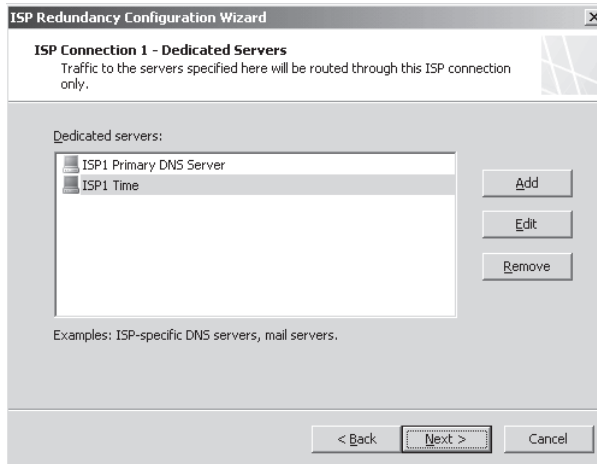 ISP Redundancy Configuration Wizard
ISP Connection 1 - Dedicated Servers
Traffic to the servers specified here will be routed through this ISP connection
only.
Dedicated servers:
ISP1 Primary DNS Server
ISP1 Time
Add
Edit
Remove
Examples: ISP-specific DNS servers, mail servers.
< Back
Next >
Cancel